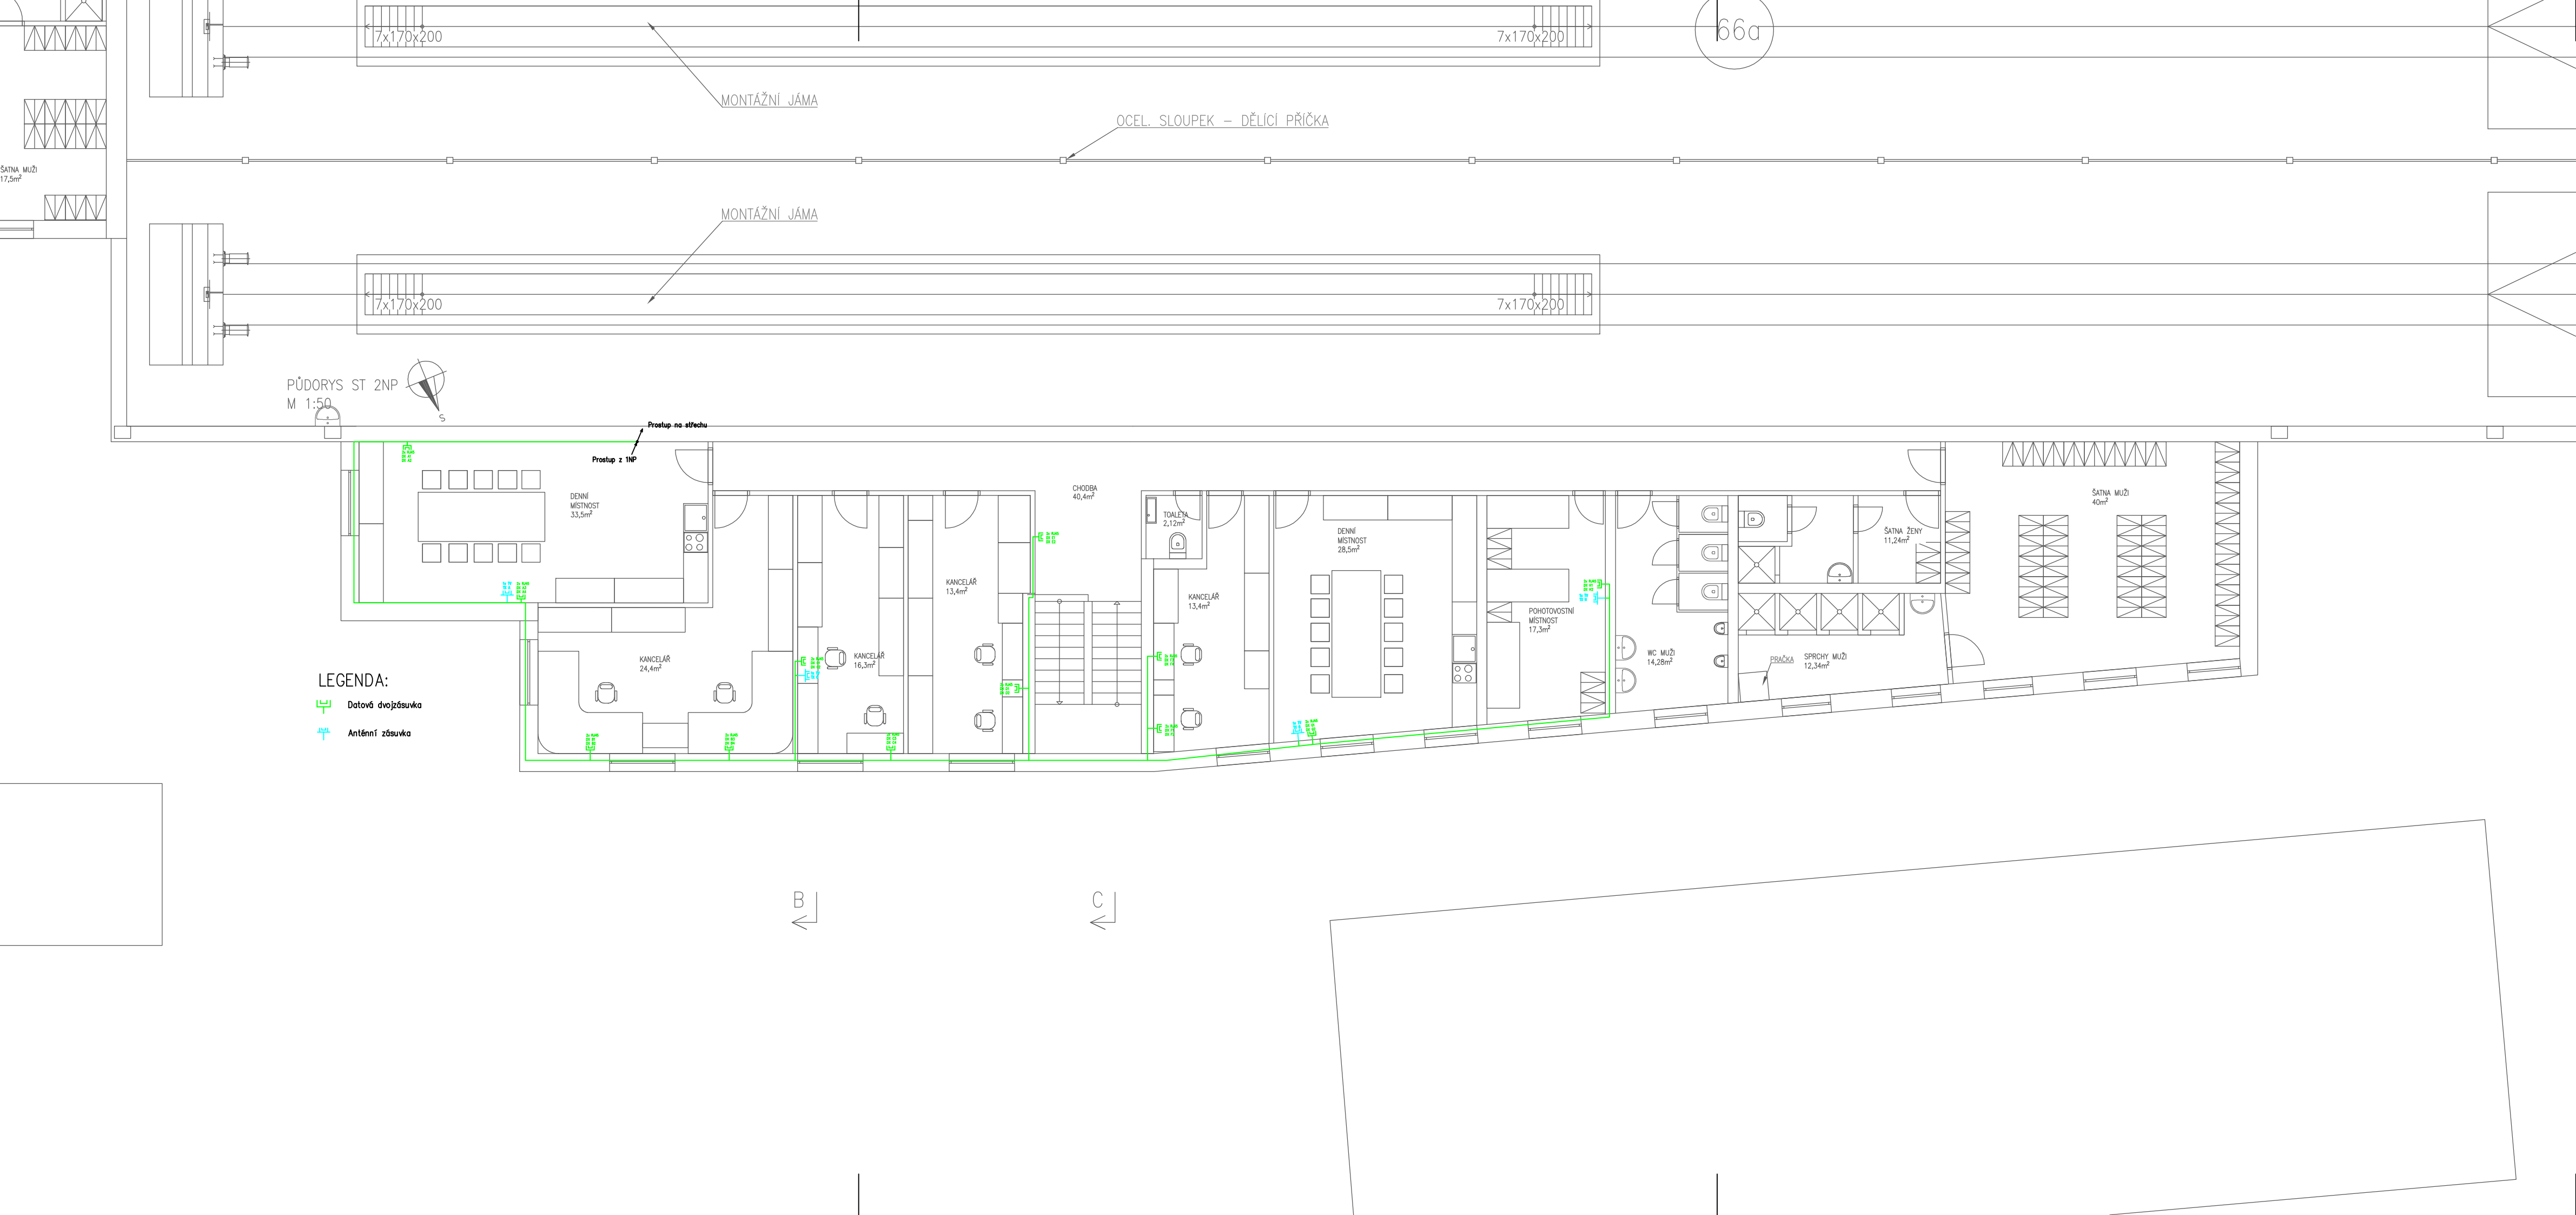 7x170x200
7x170x200
66a
MONTÁŽNÍ JÁMA
OCEL. SLOUPEK – DĚLÍCÍ PŘÍČKA
ŠATNA MUŽI
17,5m²
MONTÁŽNÍ JÁMA
7x170x200
7x170x200
PŮDORYS ST 2NP
M 1:50
S
Prostup na střechu
Prostup z 1NP
DENNÍ
MÍSTNOST
33,5m²
CHODBA
40,4m²
TOALETA
2,12m²
DENNÍ
MÍSTNOST
28,5m²
ŠATNA ŽENY
11,24m²
ŠATNA MUŽI
40m²
KANCELÁŘ
13,4m²
KANCELÁŘ
13,4m²
POHOTOVOSTNÍ
MÍSTNOST
17,3m²
KANCELÁŘ
24,4m²
KANCELÁŘ
16,3m²
WC MUŽI
14,28m²
PRAČKA
SPRCHY MUŽI
12,34m²
LEGENDA:
Datová dvojzásuvka
Anténní zásuvka
B
C